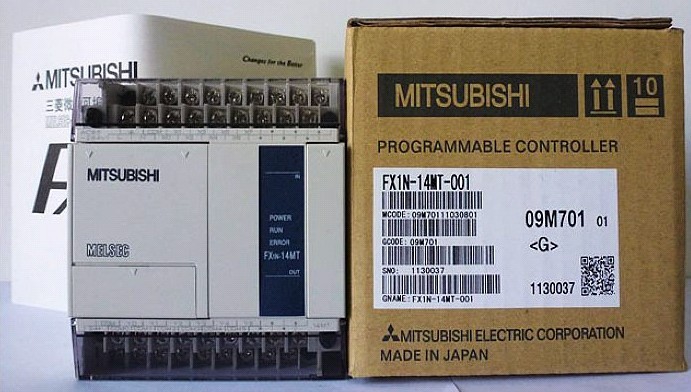 Changes for the Better
MITSUBISHI
三菱微
MITSUBISHI
IN
POWER
RUN
ERROR
FX1N-14MT
OUT
MELSEC
MITSUBISHI
10
PROGRAMMABLE CONTROLLER
FX1N-14MT-001
MCODE: 09M70111030801
09M701 01
GCODE: 09M701
<G>
SNO: 1130037
1130037
GNAME: FX1N-14MT-001
MITSUBISHI ELECTRIC CORPORATION
MADE IN JAPAN